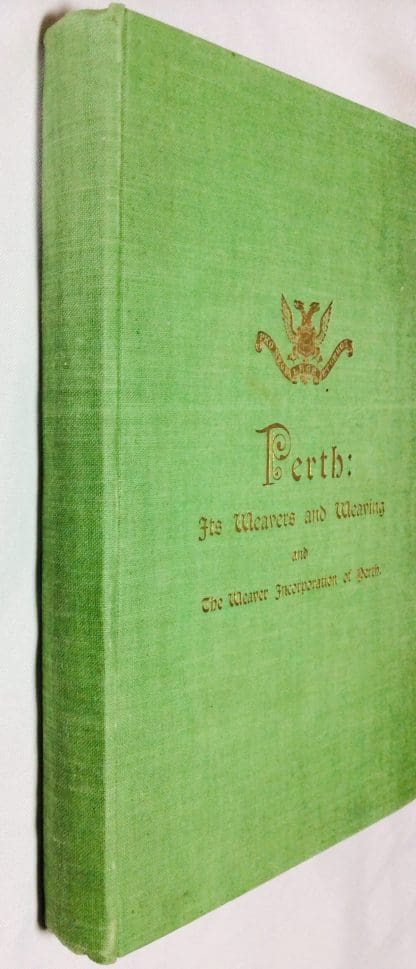 Perth:
Its Weavers and Weaving
and
The Weaver Incorporation of Perth.